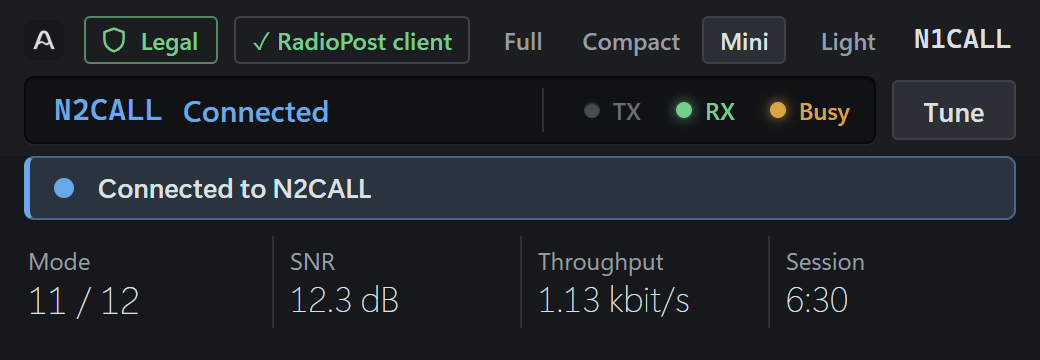 A Legal ✓ RadioPost client Full Compact Mini Light N1CALL
N2CALL Connected TX RX Busy Tune
Connected to N2CALL
Mode SNR Throughput Session
11 / 12 12.3 dB 1.13 kbit/s 6:30